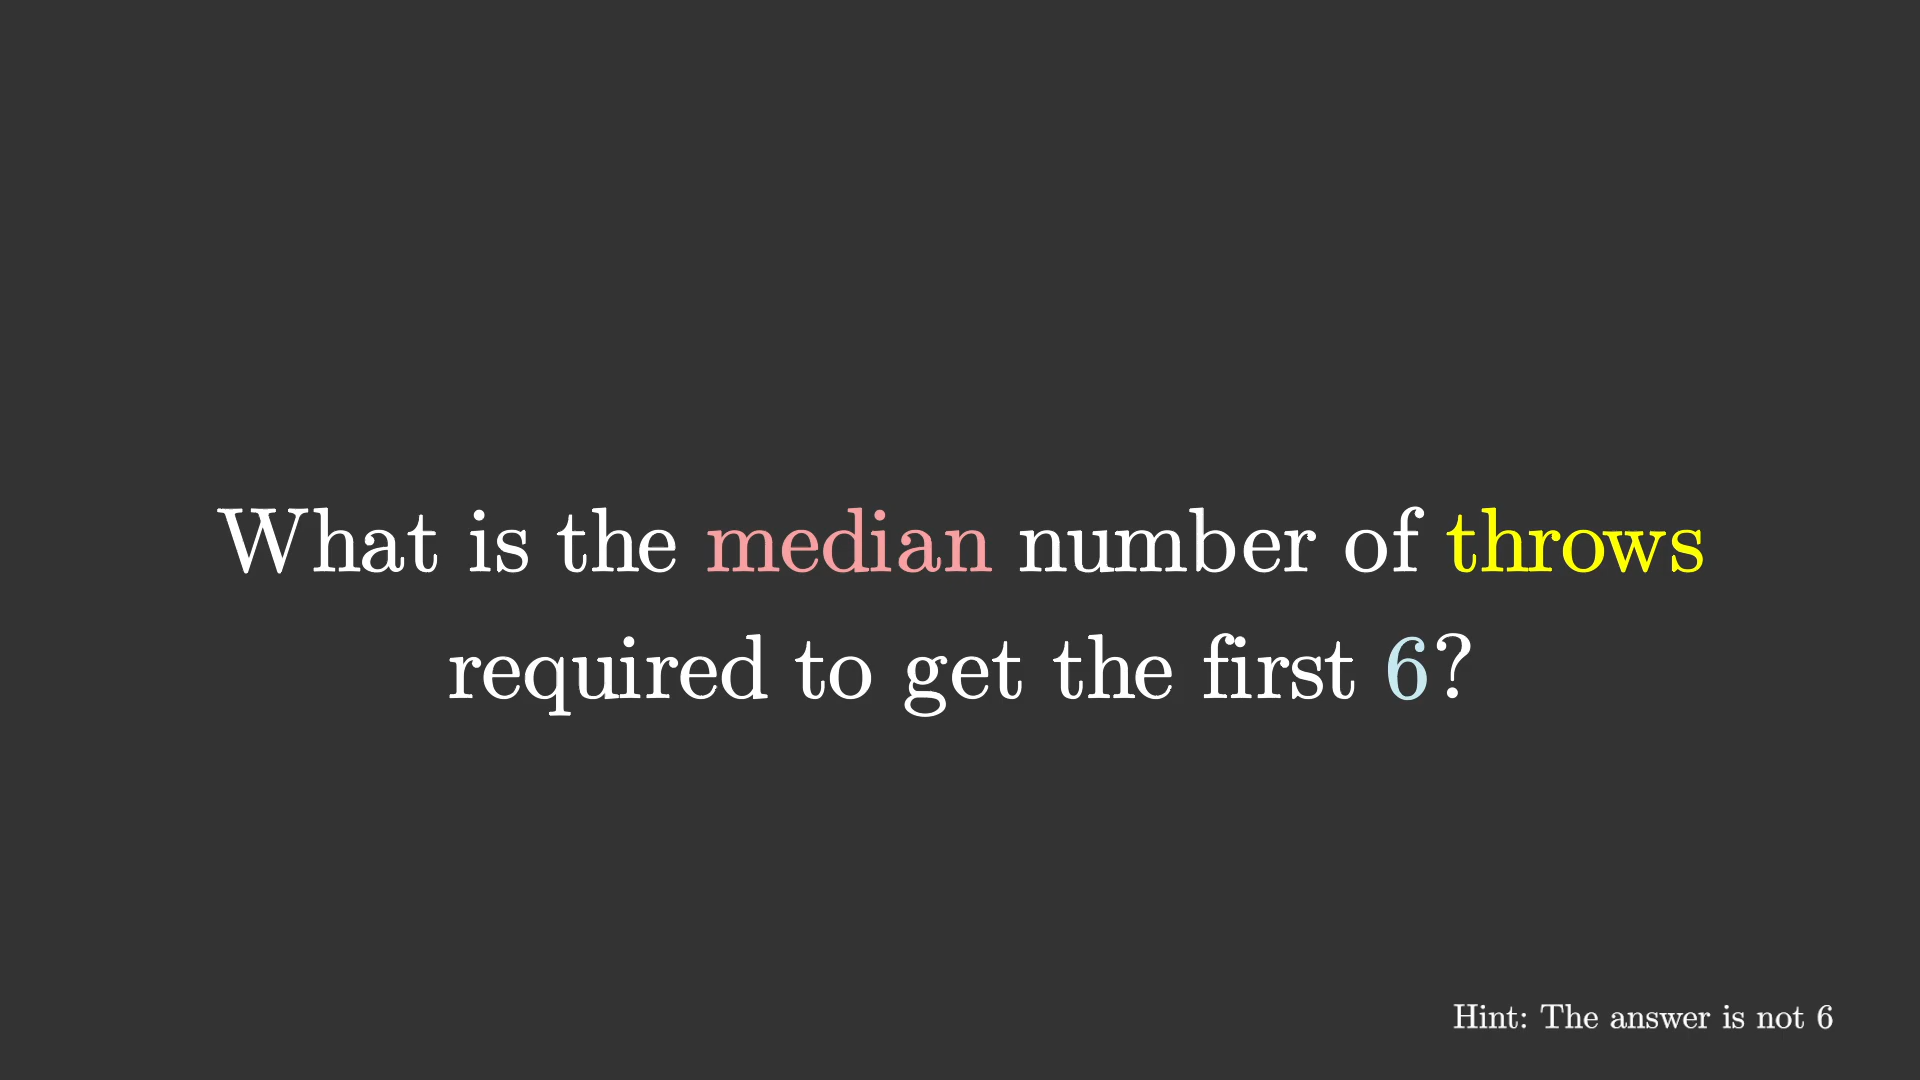 What is the median number of throws
required to get the first 6?
Hint: The answer is not 6